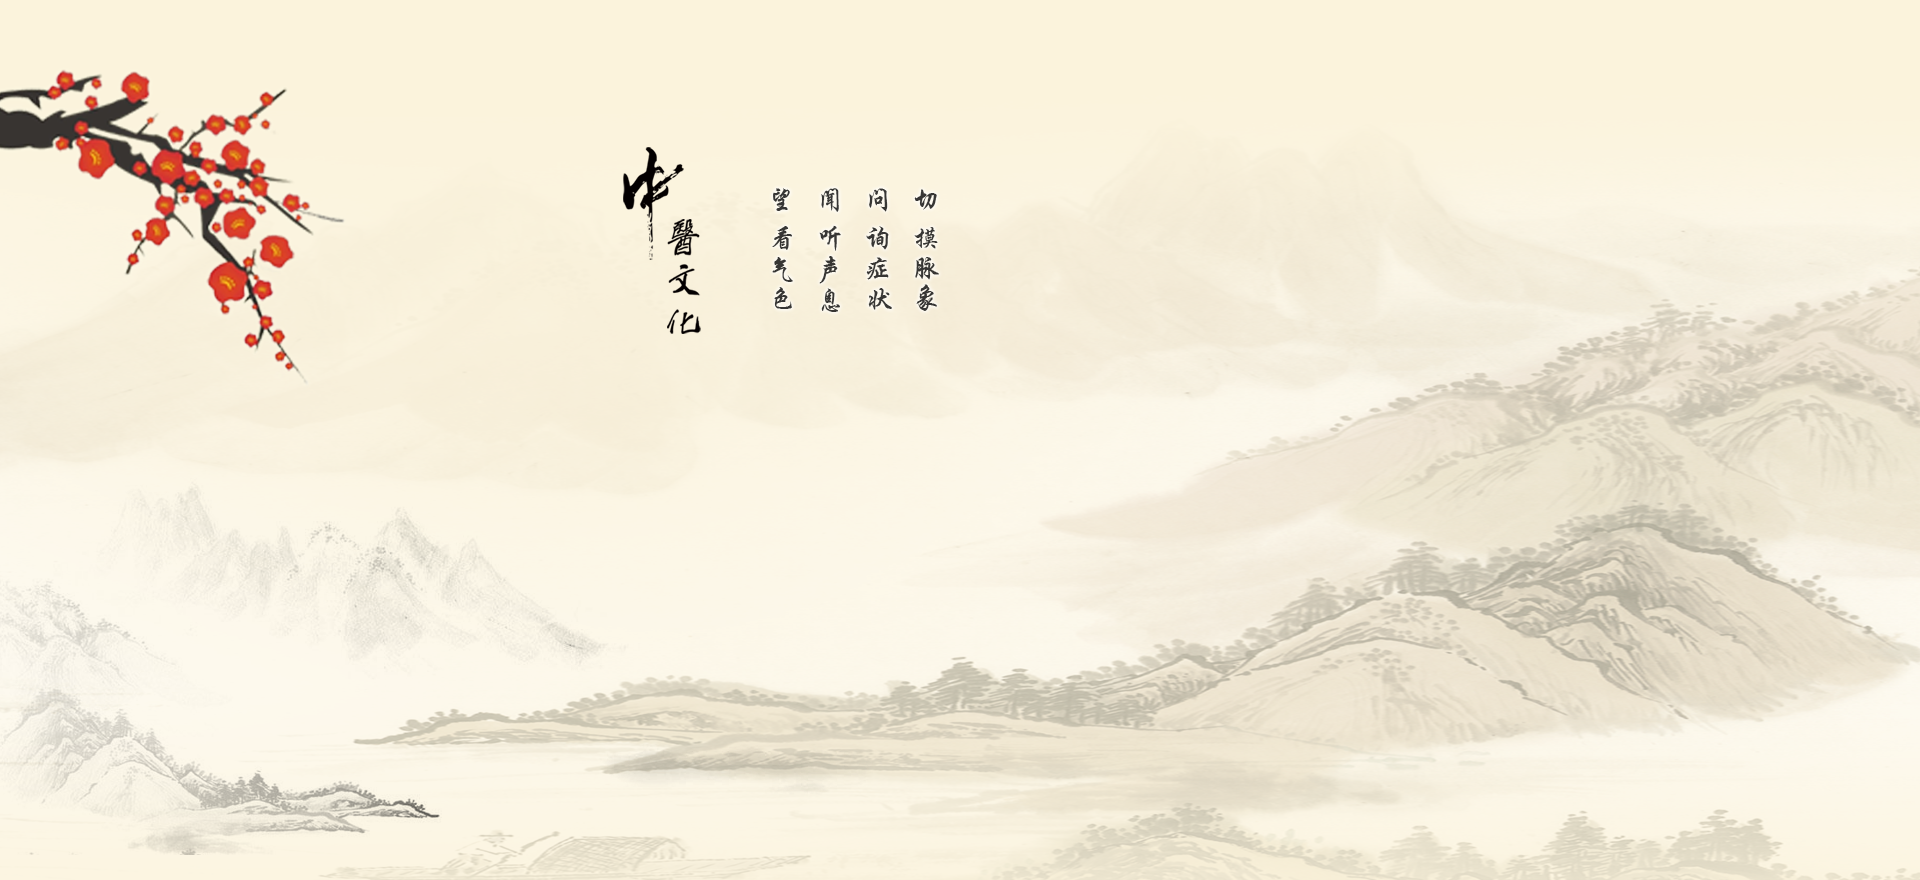 中醫文化
望 看气色
闻 听声息
问 询症状
切 摸脉象